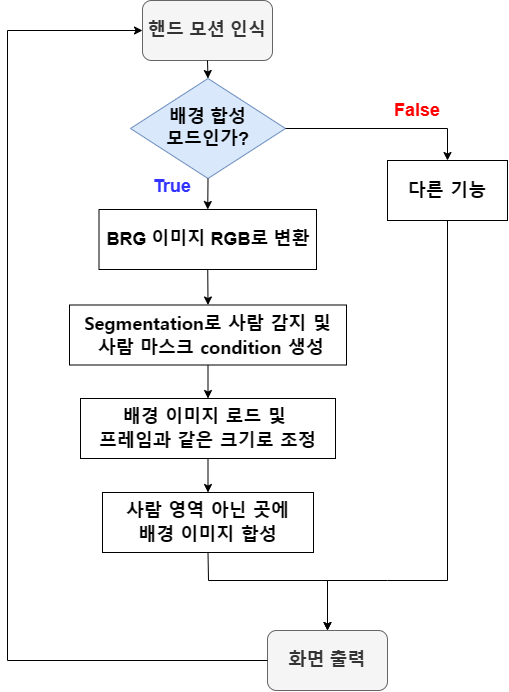 핸드 모션 인식
배경 합성
모드인가?
False
True
다른 기능
BRG 이미지 RGB로 변환
Segmentation로 사람 감지 및
사람 마스크 condition 생성
배경 이미지 로드 및
프레임과 같은 크기로 조정
사람 영역 아닌 곳에
배경 이미지 합성
화면 출력